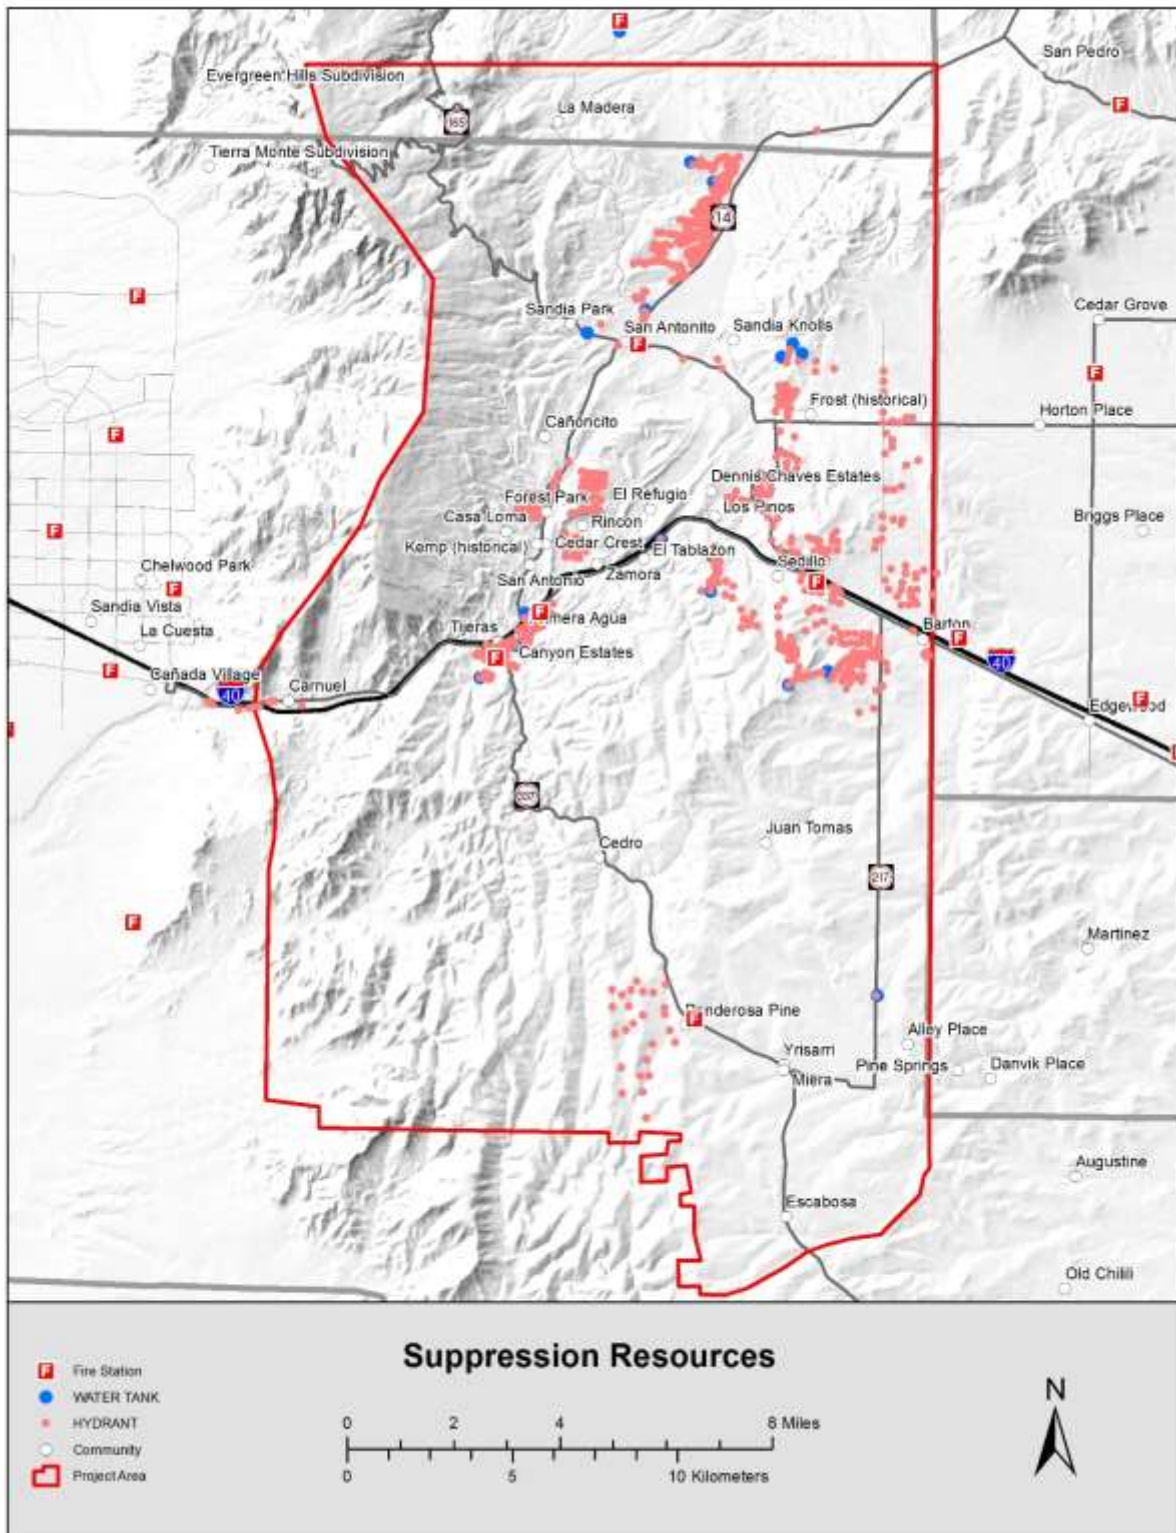 San Pedro
Evergreen Hills Subdivision
La Madera
165
Tierra Monte Subdivision
14
Sandia Park
San Antonito
Sandia Knolls
Cedar Grove
Frost (historical)
Horton Place
Cañoncito
Dennis Chaves Estates
Forest Park
El Refugio
Los Pinos
Casa Loma
Rincon
Briggs Place
Kemp (historical)
Cedar Crest
El Tablazon
Sedillo
Chelwood Park
San Antonio
Zamora
Sandia Vista
La Cuesta
Tijeras
Barton
Canyon Estates
40
Cañada Village
40
Carnuel
Juan Tomas
Cedro
217
Martinez
Ponderosa Pine
Alley Place
Yrisarri
Pine Springs
Danvik Place
Miera
Augustine
Escabosa
Old Chilili
Suppression Resources
F Fire Station
WATER TANK
HYDRANT
Community
Project Area
0 2 4 8 Miles
0 5 10 Kilometers
N